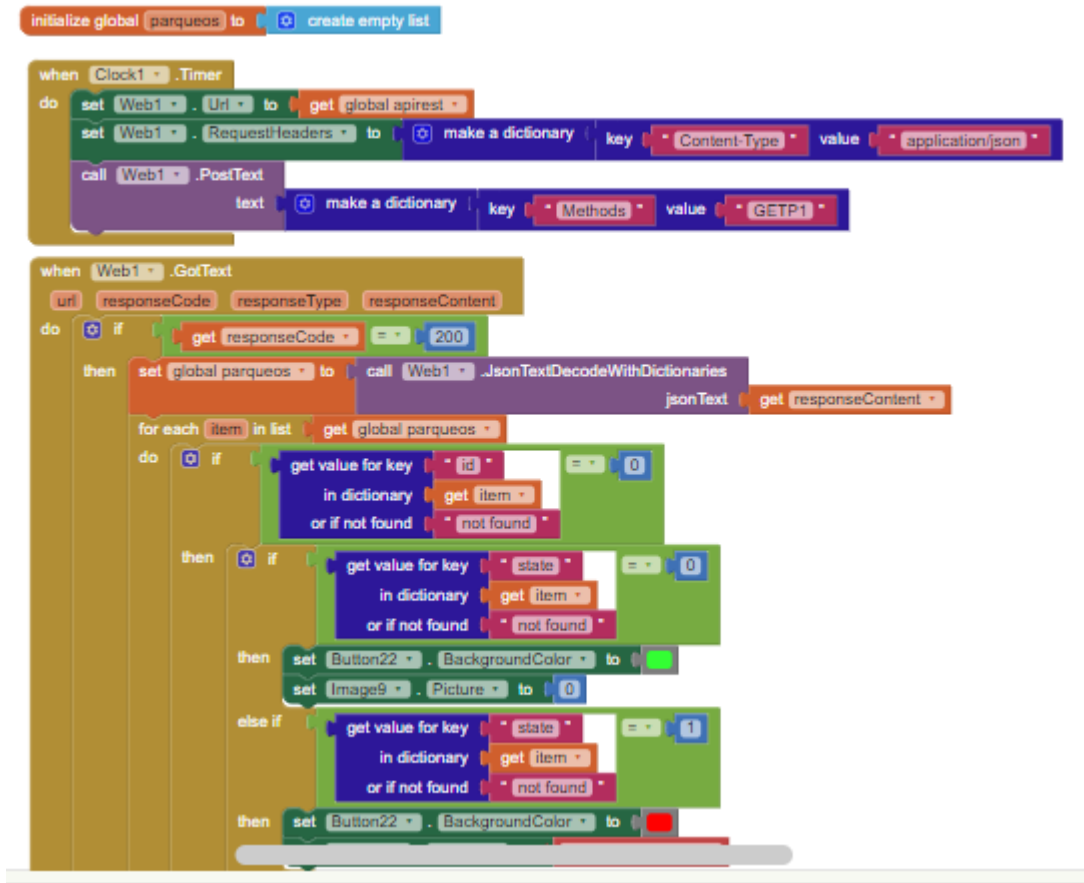 initialize global parqueos to create empty list
when Clock1 .Timer
do set Web1 . Url to get global apirest
set Web1 . RequestHeaders to make a dictionary key " Content-Type " value " application/json "
call Web1 .PostText
text make a dictionary key " Methods " value " GETP1 "
when Web1 .GotText
url responseCode responseType responseContent
do if get responseCode = 200
then set global parqueos to call Web1 .JsonTextDecodeWithDictionaries
jsonText get responseContent
for each item in list get global parqueos
do if get value for key " id " = 0
in dictionary get item
or if not found " not found "
then if get value for key " state " = 0
in dictionary get item
or if not found " not found "
then set Button22 . BackgroundColor to
set Image9 . Picture to 0
else if get value for key " state " = 1
in dictionary get item
or if not found " not found "
then set Button22 . BackgroundColor to